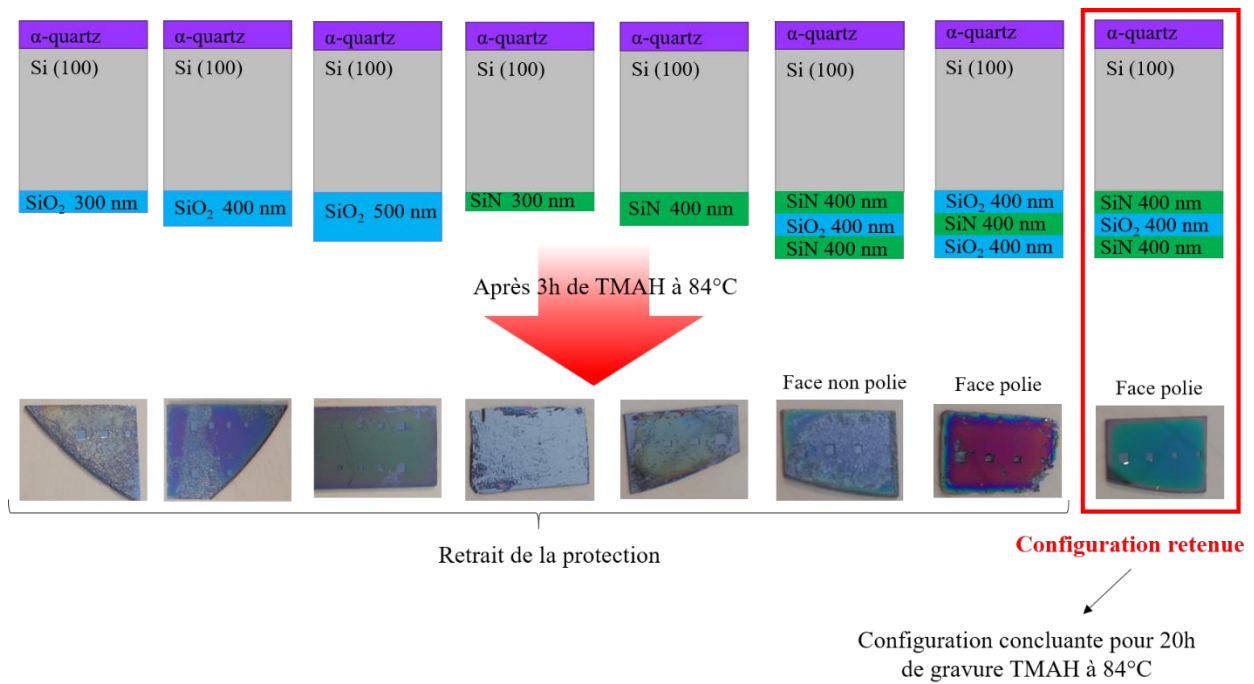 α-quartz
Si (100)
SiO₂ 300 nm
α-quartz
Si (100)
SiO₂ 400 nm
α-quartz
Si (100)
SiO₂ 500 nm
α-quartz
Si (100)
SiN 300 nm
α-quartz
Si (100)
SiN 400 nm
α-quartz
Si (100)
SiN 400 nm
SiO₂ 400 nm
SiN 400 nm
α-quartz
Si (100)
SiO₂ 400 nm
SiN 400 nm
SiO₂ 400 nm
α-quartz
Si (100)
SiN 400 nm
SiO₂ 400 nm
SiN 400 nm
Après 3h de TMAH à 84°C
Face non polie
Face polie
Face polie
Retrait de la protection
Configuration retenue
Configuration concluante pour 20h
de gravure TMAH à 84°C